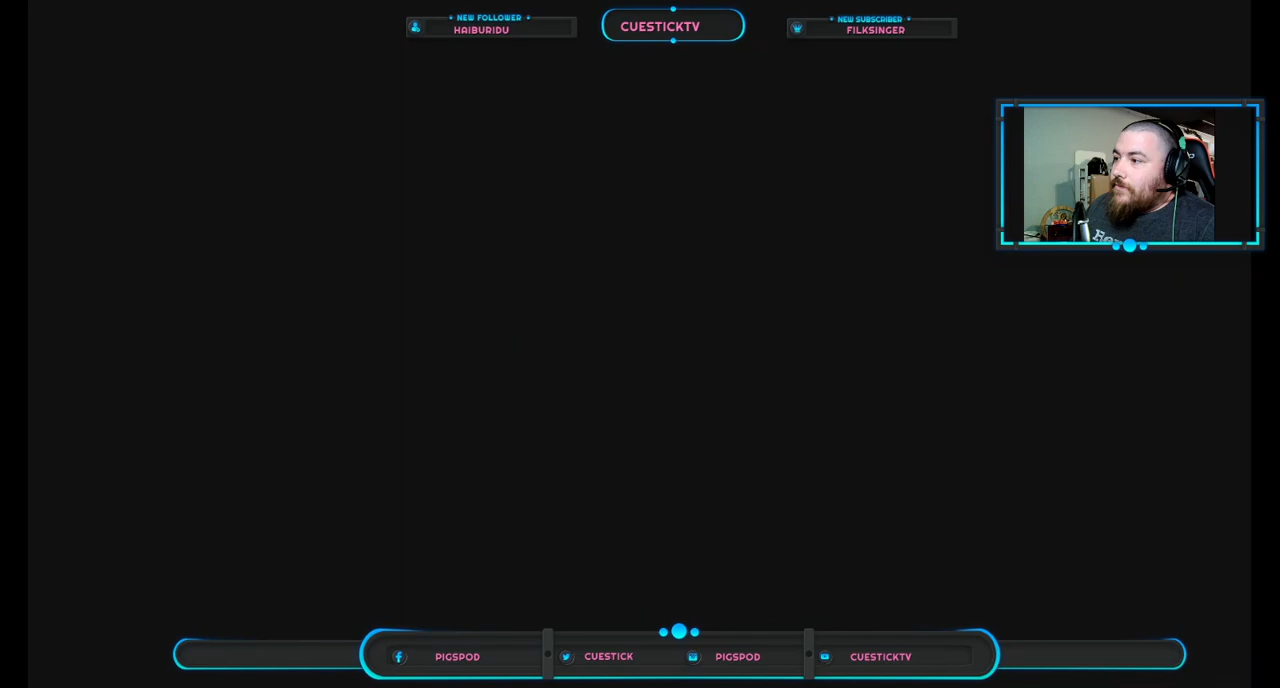 NEW FOLLOWER
HAIBURIDU
CUESTICKTV
NEW SUBSCRIBER
FILKSINGER
PIGSPOD
CUESTICK
PIGSPOD
CUESTICKTV